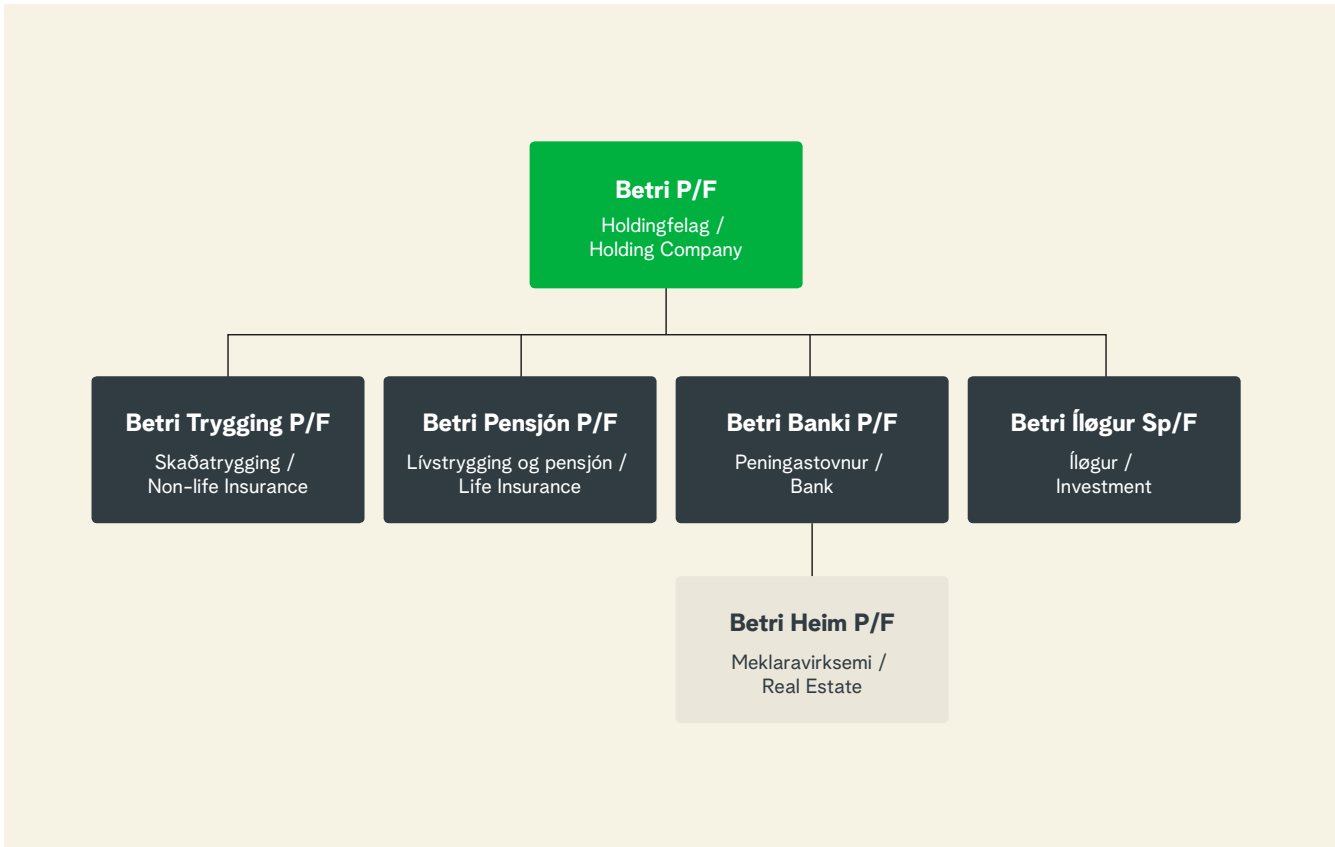 Betri P/F
Holdingfelag /
Holding Company
Betri Trygging P/F
Skaðatrygging /
Non-life Insurance
Betri Pensjón P/F
Lívstrygging og pensjón /
Life Insurance
Betri Banki P/F
Peningastovnur /
Bank
Betri Íløgur Sp/F
Íløgur /
Investment
Betri Heim P/F
Meklaravirksemi /
Real Estate